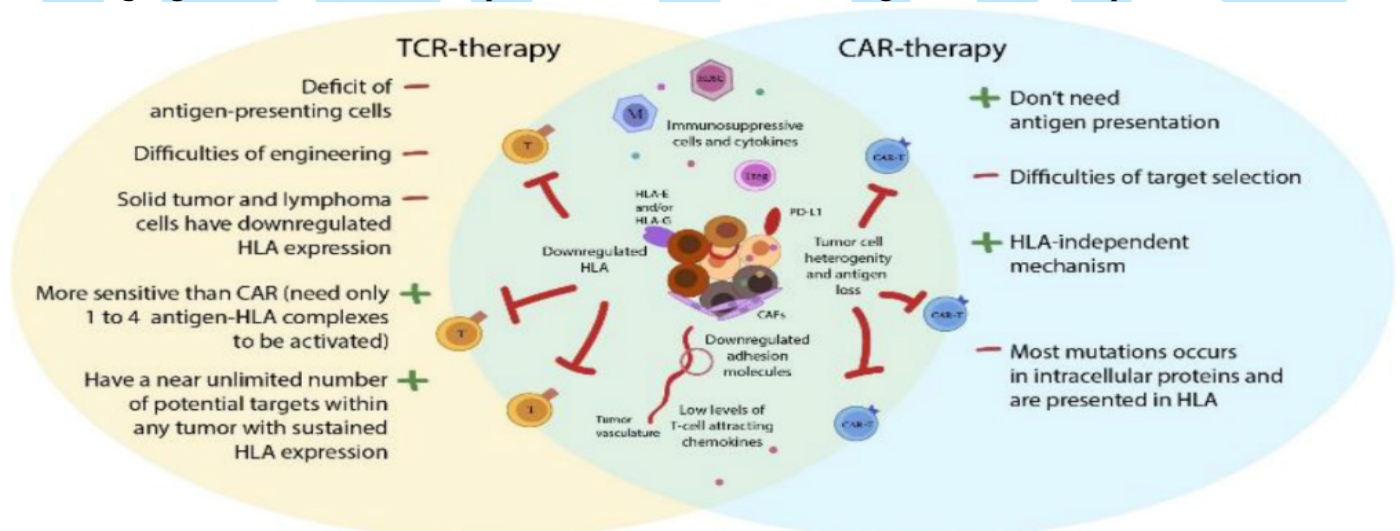 TCR-therapy
Deficit of
antigen-presenting cells
Difficulties of engineering
Solid tumor and lymphoma
cells have downregulated
HLA expression
More sensitive than CAR (need only
1 to 4 antigen-HLA complexes
to be activated)
Have a near unlimited number
of potential targets within
any tumor with sustained
HLA expression
M
Immunosuppressive
cells and cytokines
Treg
T
T
T
HLA-E
and/or
HLA-G
PD-L1
Downregulated
HLA
Tumor cell
heterogenity
and antigen
loss
CAFs
Downregulated
adhesion
molecules
Tumor
vasculature
Low levels of
T-cell attracting
chemokines
CAR-T
CAR-T
CAR-T
CAR-therapy
Don't need
antigen presentation
Difficulties of target selection
HLA-independent
mechanism
Most mutations occurs
in intracellular proteins and
are presented in HLA